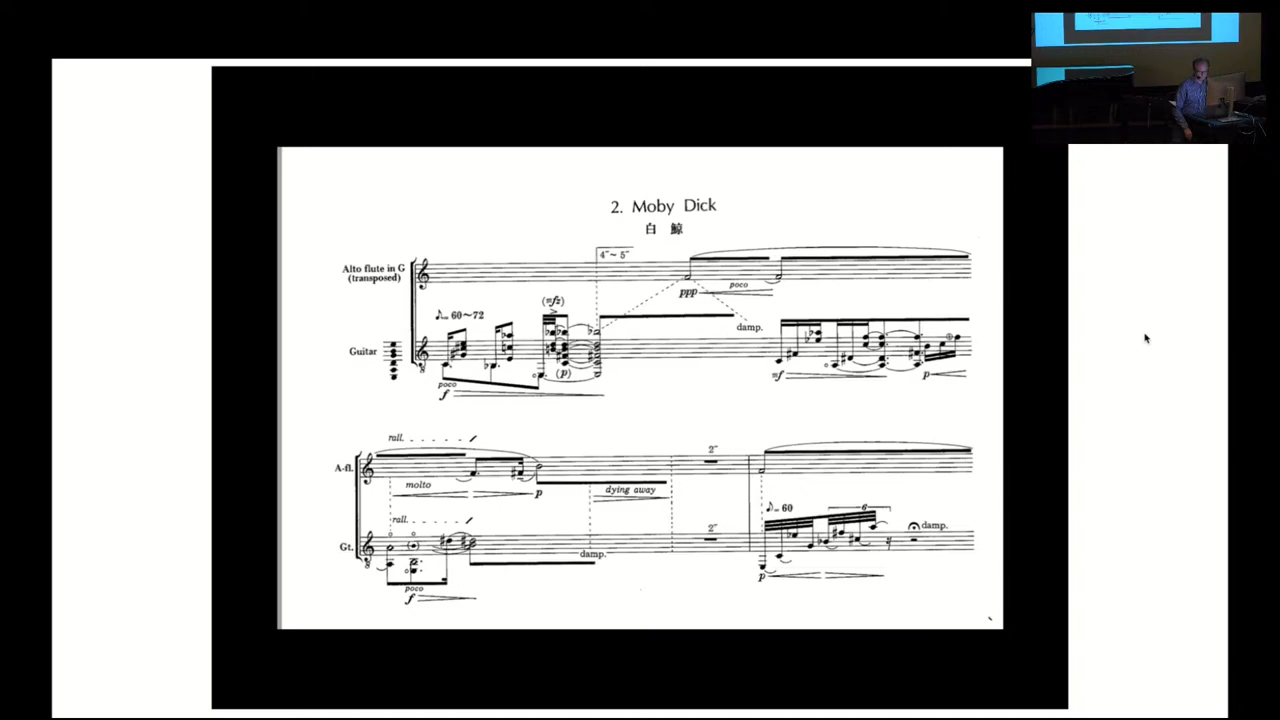 2. Moby Dick
白 鯨
Alto flute in G
(transposed)
4″~ 5″
ppp
poco
60~72
(mfz)
damp.
Guitar
(p)
poco
f
mf
p
rall.
A-fl.
molto
p
dying away
2″
rall.
60
6
Gt.
2″
damp.
damp.
poco
f
p